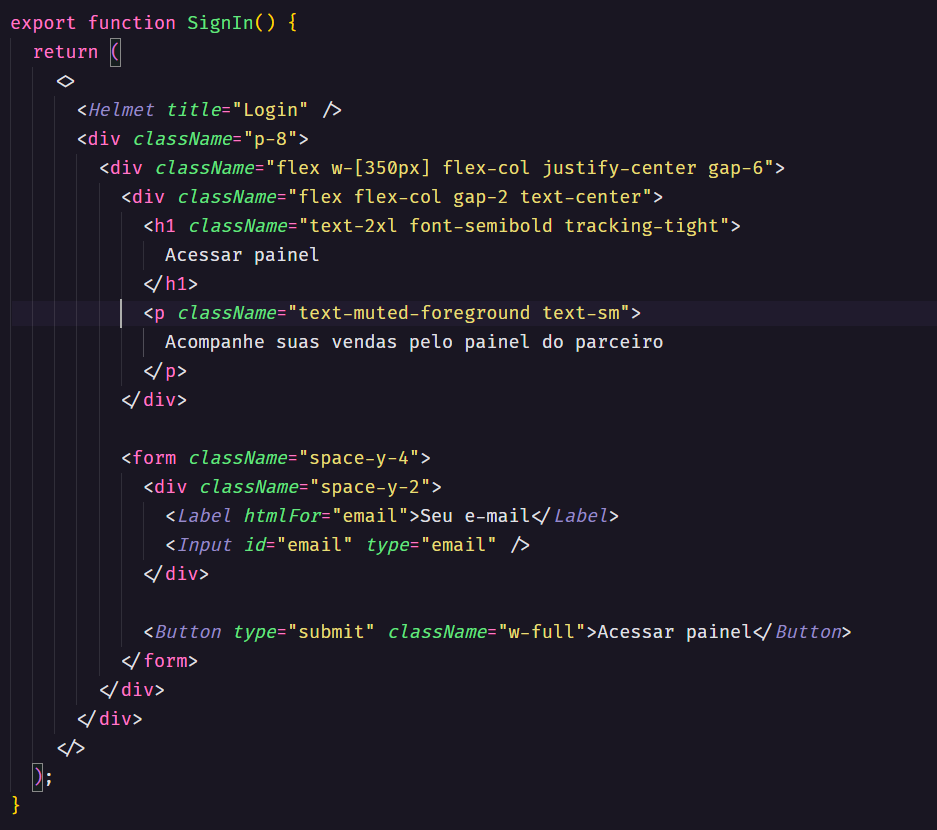 export function SignIn() {
  return (
    <>
      <Helmet title="Login" />
      <div className="p-8">
        <div className="flex w-[350px] flex-col justify-center gap-6">
          <div className="flex flex-col gap-2 text-center">
            <h1 className="text-2xl font-semibold tracking-tight">
              Acessar painel
            </h1>
            <p className="text-muted-foreground text-sm">
              Acompanhe suas vendas pelo painel do parceiro
            </p>
          </div>

          <form className="space-y-4">
            <div className="space-y-2">
              <Label htmlFor="email">Seu e-mail</Label>
              <Input id="email" type="email" />
            </div>

            <Button type="submit" className="w-full">Acessar painel</Button>
          </form>
        </div>
      </div>
    </>
  );
}